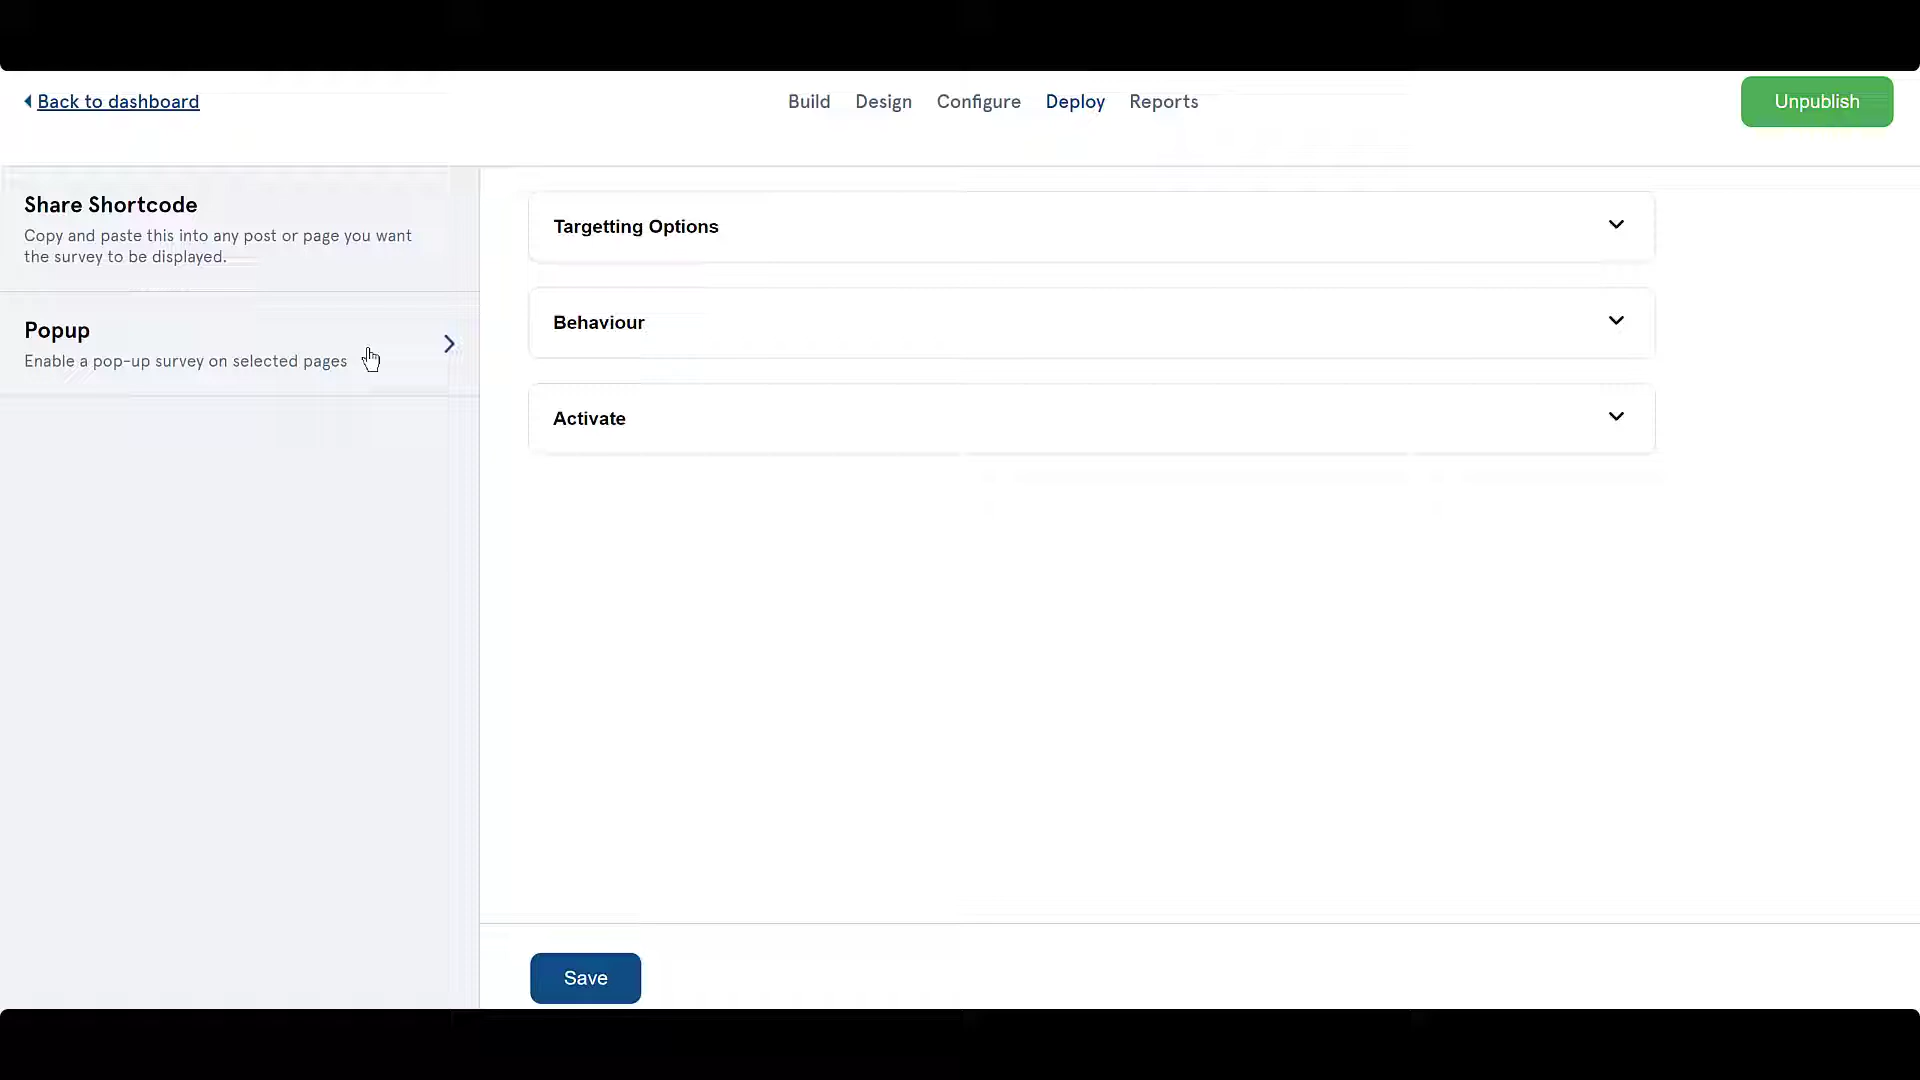 Back to dashboard
Build Design Configure Deploy Reports
Unpublish
Share Shortcode
Copy and paste this into any post or page you want
the survey to be displayed.
Popup
Enable a pop-up survey on selected pages
Targetting Options
Behaviour
Activate
Save